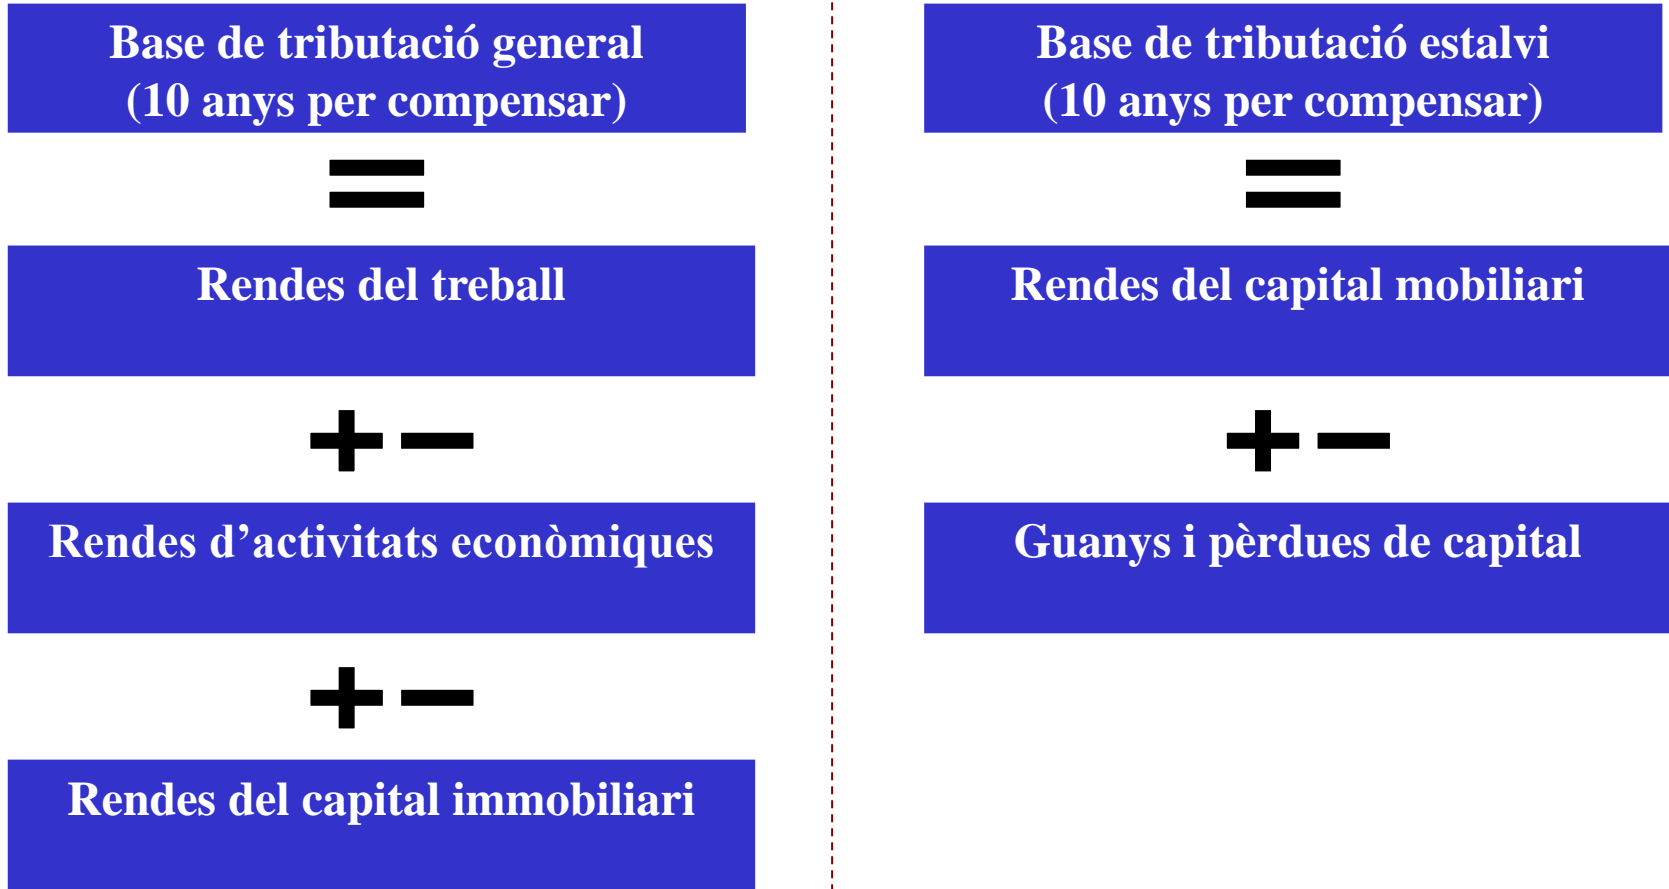 Base de tributació general
(10 anys per compensar)
=
Rendes del treball
+ −
Rendes d’activitats econòmiques
+ −
Rendes del capital immobiliari
Base de tributació estalvi
(10 anys per compensar)
=
Rendes del capital mobiliari
+ −
Guanys i pèrdues de capital